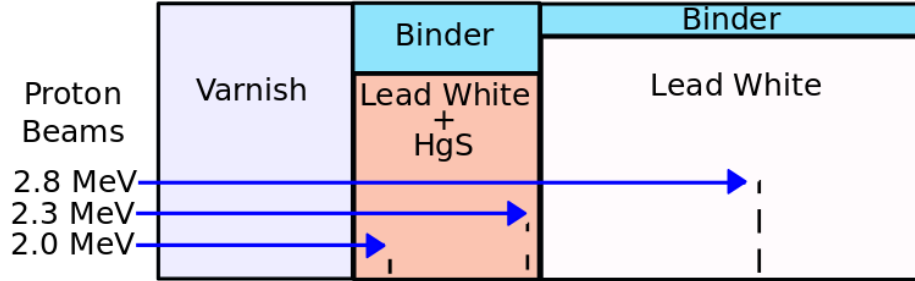 Binder
Binder
Varnish
Lead White
+
HgS
Lead White
Proton
Beams
2.8 MeV
2.3 MeV
2.0 MeV